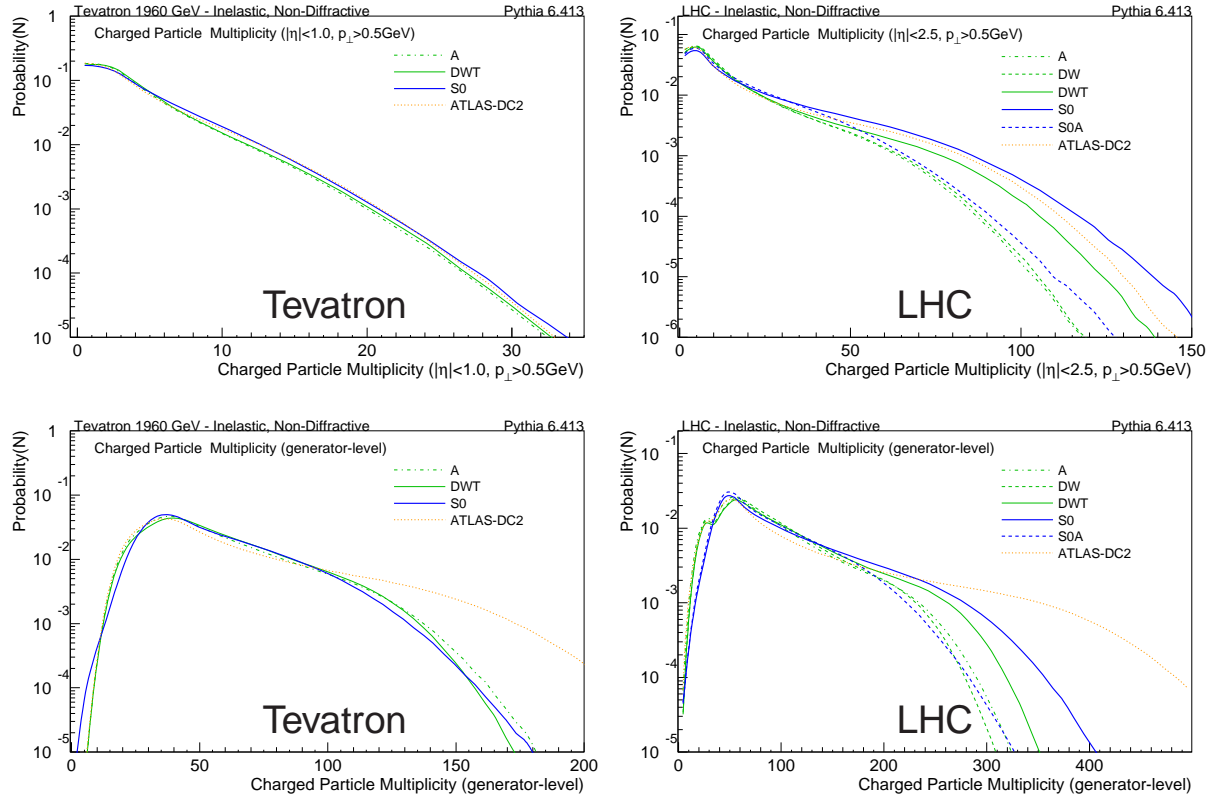 Tevatron 1960 GeV - Inelastic, Non-Diffractive Pythia 6.413
Probability(N)
Charged Particle Multiplicity (|η|<1.0, p⊥>0.5GeV)
A
DWT
S0
ATLAS-DC2
1
10 -1
10 -2
10 -3
10 -4
10 -5
Tevatron
0 10 20 30
Charged Particle Multiplicity (|η|<1.0, p⊥>0.5GeV)
LHC - Inelastic, Non-Diffractive Pythia 6.413
Probability(N)
Charged Particle Multiplicity (|η|<2.5, p⊥>0.5GeV)
A
DW
DWT
S0
S0A
ATLAS-DC2
10 -1
10 -2
10 -3
10 -4
10 -5
10 -6
LHC
0 50 100 150
Charged Particle Multiplicity (|η|<2.5, p⊥>0.5GeV)
Tevatron 1960 GeV - Inelastic, Non-Diffractive Pythia 6.413
Probability(N)
Charged Particle Multiplicity (generator-level)
A
DWT
S0
ATLAS-DC2
1
10 -1
10 -2
10 -3
10 -4
10 -5
Tevatron
0 50 100 150 200
Charged Particle Multiplicity (generator-level)
LHC - Inelastic, Non-Diffractive Pythia 6.413
Probability(N)
Charged Particle Multiplicity (generator-level)
A
DW
DWT
S0
S0A
ATLAS-DC2
10 -1
10 -2
10 -3
10 -4
10 -5
LHC
0 100 200 300 400
Charged Particle Multiplicity (generator-level)